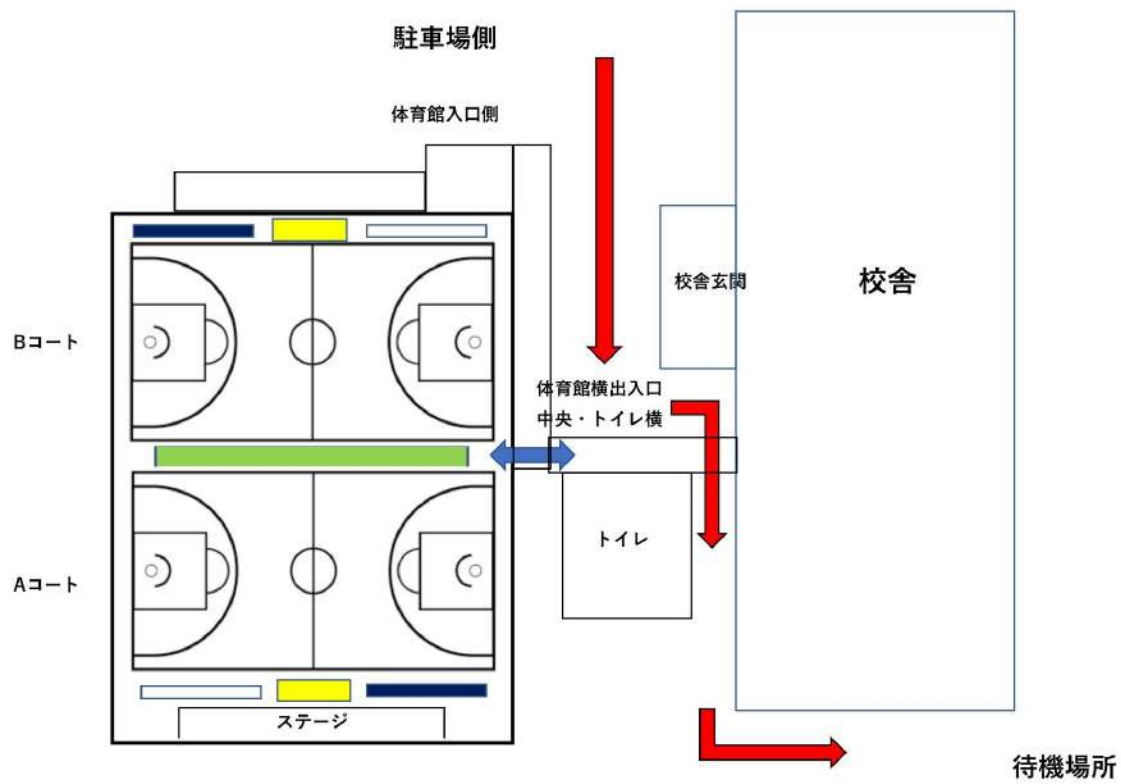 駐車場側
体育館入口側
校舎玄関
校舎
Bコート
体育館横出入口
中央・トイレ横
トイレ
Aコート
ステージ
待機場所